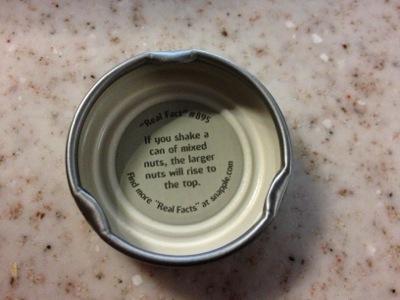 "Real Fact" #895
If you shake a
can of mixed
nuts, the larger
nuts will rise to
the top.
Find more "Real Facts" at snapple.com